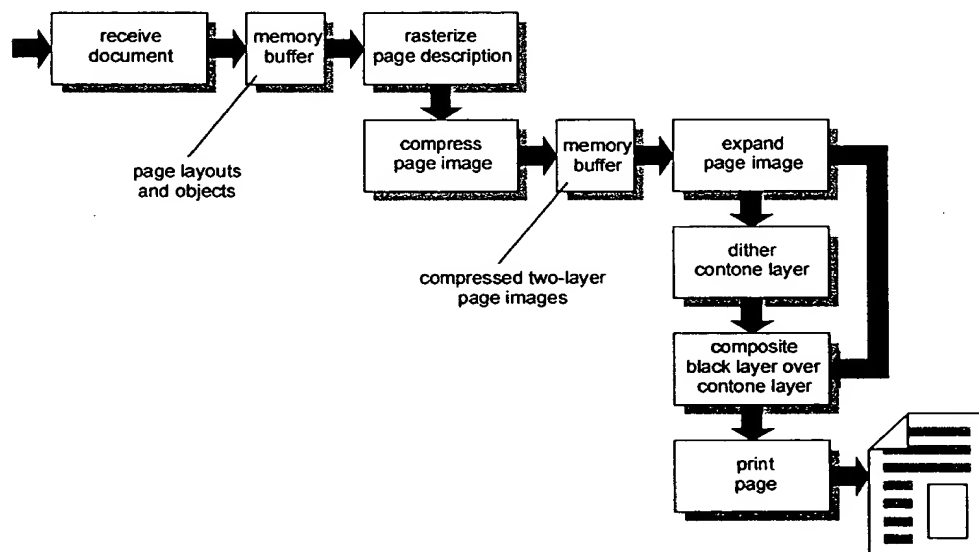 receive
document
memory
buffer
rasterize
page description
compress
page image
memory
buffer
expand
page image
page layouts
and objects
dither
contone layer
compressed two-layer
page images
composite
black layer over
contone layer
print
page